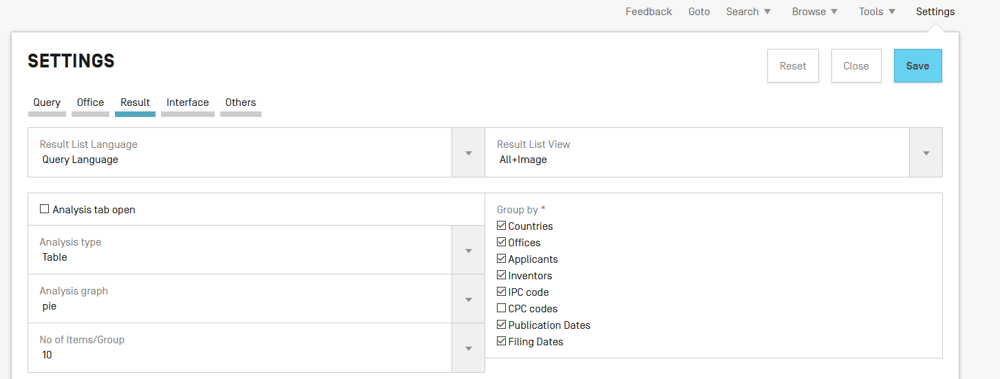 Feedback Goto Search Browse Tools Settings
SETTINGS
Reset Close Save
Query Office Result Interface Others
Result List Language
Query Language
Result List View
All+Image
Analysis tab open
Analysis type
Table
Analysis graph
pie
No of Items/Group
10
Group by *
Countries
Offices
Applicants
Inventors
IPC code
CPC codes
Publication Dates
Filing Dates